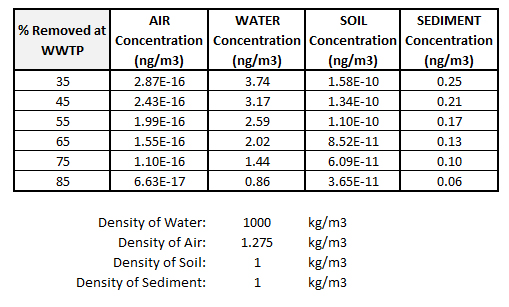 % Removed at WWTP | AIR Concentration (ng/m3) | WATER Concentration (ng/m3) | SOIL Concentration (ng/m3) | SEDIMENT Concentration (ng/m3)
35 | 2.87E-16 | 3.74 | 1.58E-10 | 0.25
45 | 2.43E-16 | 3.17 | 1.34E-10 | 0.21
55 | 1.99E-16 | 2.59 | 1.10E-10 | 0.17
65 | 1.55E-16 | 2.02 | 8.52E-11 | 0.13
75 | 1.10E-16 | 1.44 | 6.09E-11 | 0.10
85 | 6.63E-17 | 0.86 | 3.65E-11 | 0.06
Density of Water: 1000 kg/m3
Density of Air: 1.275 kg/m3
Density of Soil: 1 kg/m3
Density of Sediment: 1 kg/m3